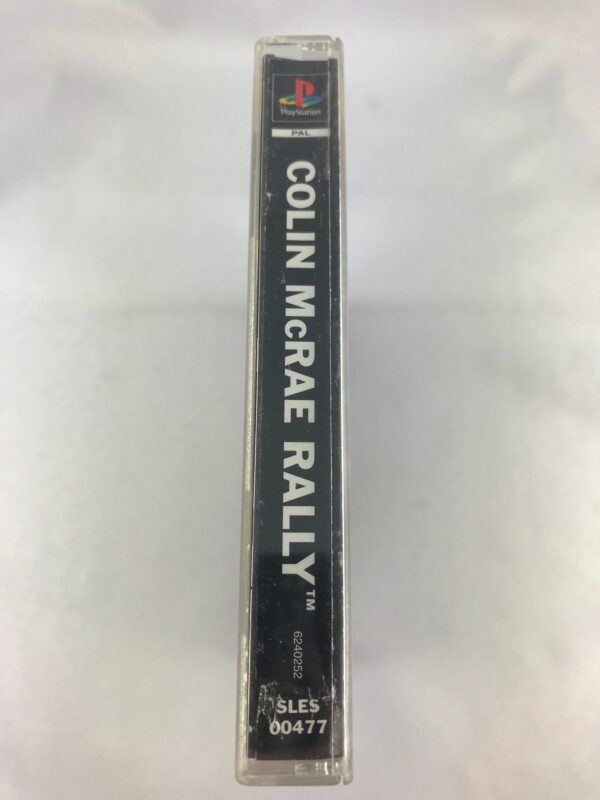 PlayStation
PAL
COLIN McRAE RALLY™
6240252
SLES
00477